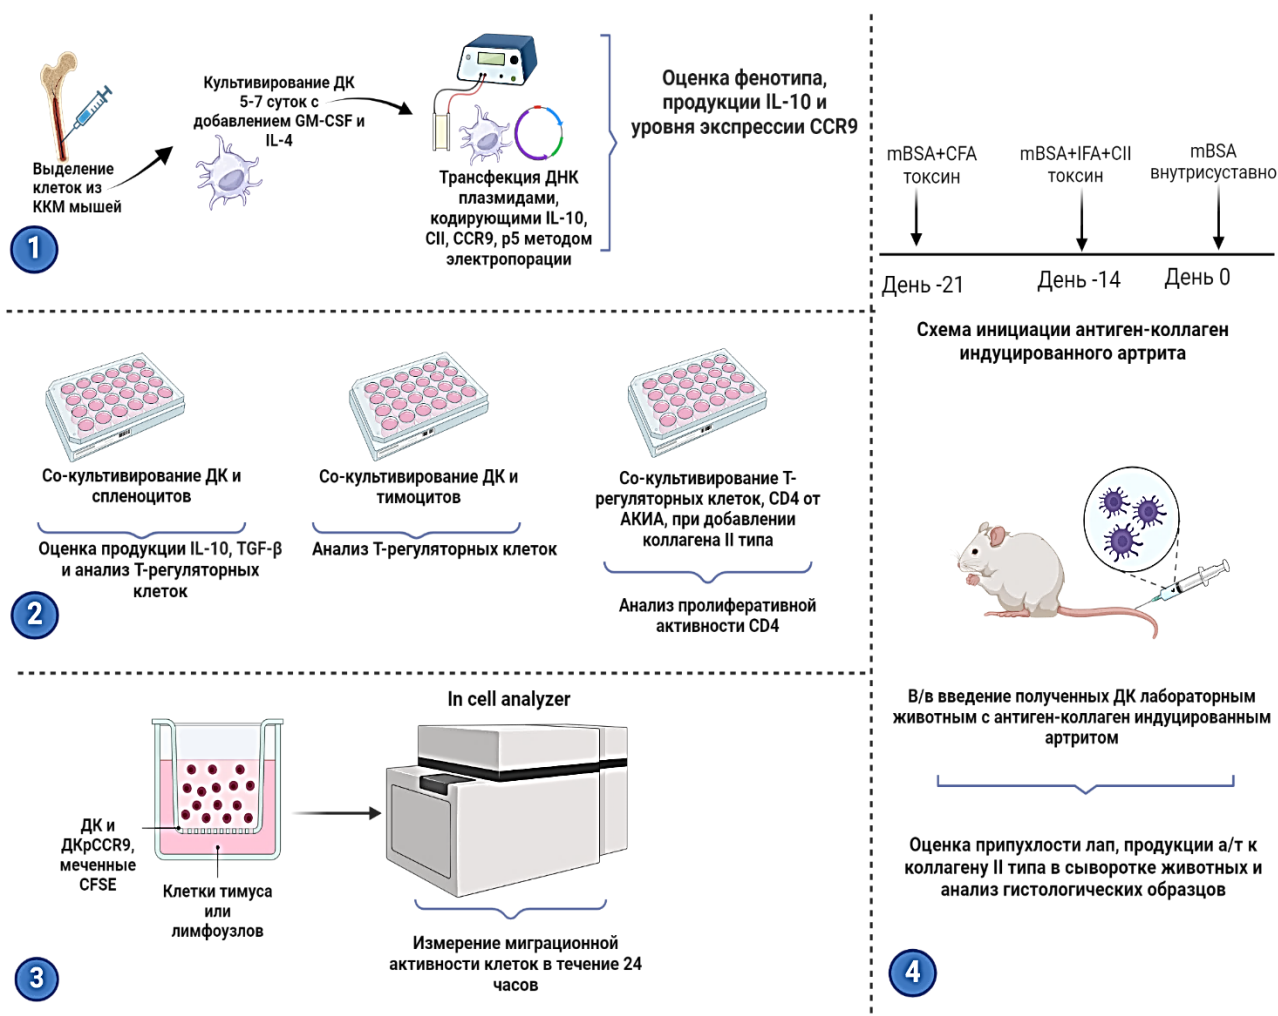 Выделение
клеток из
ККМ мышей
Культивирование ДК
5-7 суток с
добавлением GM-CSF и
IL-4
Трансфекция ДНК
плазмидами,
кодирующими IL-10,
CII, CCR9, p5 методом
электропорации
Оценка фенотипа,
продукции IL-10 и
уровня экспрессии CCR9
1
Со-культивирование ДК и
спленоцитов
Оценка продукции IL-10, TGF-β
и анализ Т-регуляторных
клеток
Со-культивирование ДК и
тимоцитов
Анализ Т-регуляторных клеток
Со-культивирование Т-
регуляторных клеток, CD4 от
АКИА, при добавлении
коллагена II типа
Анализ пролиферативной
активности CD4
2
ДК и
ДКpCCR9,
меченные
CFSE
Клетки тимуса
или
лимфоузлов
In cell analyzer
Измерение миграционной
активности клеток в течение 24
часов
3
mBSA+CFA
токсин
mBSA+IFA+CII
токсин
mBSA
внутрисуставно
День -21
День -14
День 0
Схема инициации антиген-коллаген
индуцированного артрита
В/в введение полученных ДК лабораторным
животным с антиген-коллаген индуцированным
артритом
Оценка припухлости лап, продукции а/т к
коллагену II типа в сыворотке животных и
анализ гистологических образцов
4